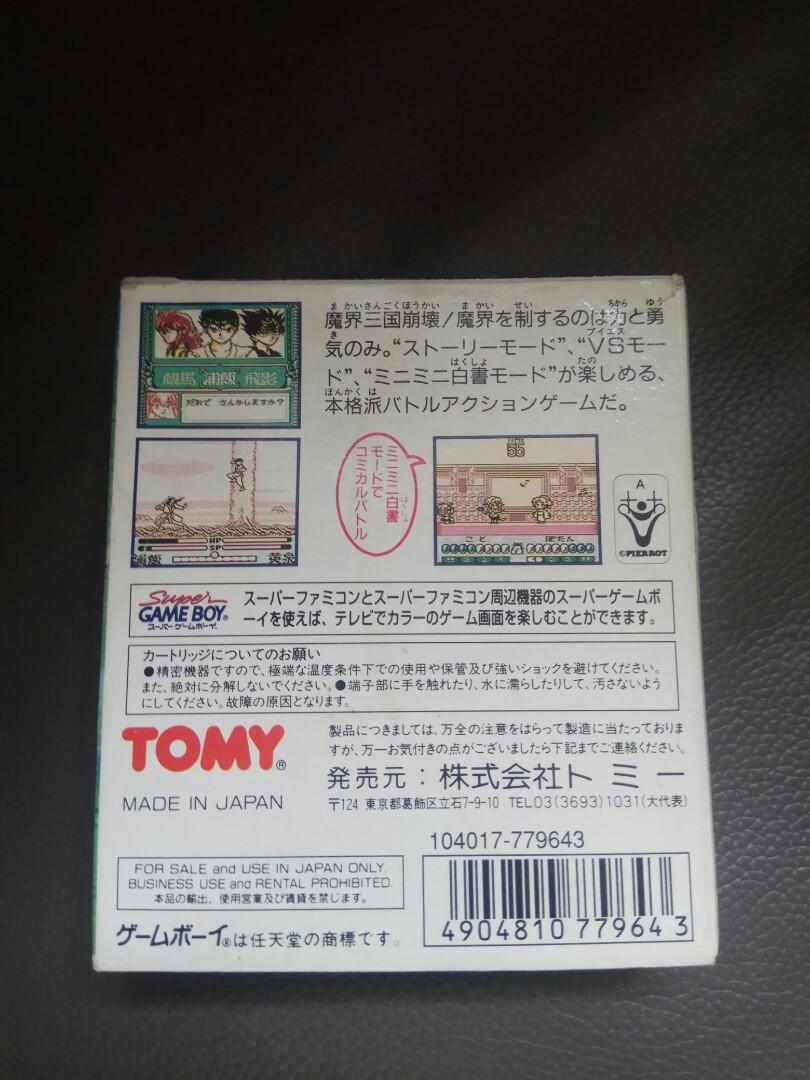 魔界三国崩壊!魔界を制するのは力と勇
気のみ。“ストーリーモード”、“VSモー
ド”、“ミニミニ白書モード”が楽しめる、
本格派バトルアクションゲームだ。
蔵馬 浦飯 飛影
だれで さんかしますか?
HP
SP
浦飯
ミニミニ白書
モードで
コミカルバトル
55
こと ぼたん
A
©PIERROT
Super
GAME BOY®
スーパーゲームボーイ
スーパーファミコンとスーパーファミコン周辺機器のスーパーゲームボ
ーイを使えば、テレビでカラーのゲーム画面を楽しむことができます。
カートリッジについてのお願い
●精密機器ですので、極端な温度条件下での使用や保管及び強いショックを避けてください。
また、絶対に分解しないでください。●端子部に手を触れたり、水に濡らしたりして、汚さないよう
にしてください。故障の原因となります。
TOMY®
MADE IN JAPAN
製品につきましては、万全の注意をはらって製造に当たっておりま
すが、万一お気付きの点がございましたら下記までご連絡ください。
発売元:株式会社トミー
〒124 東京都葛飾区立石7-9-10 TEL03(3693)1031(大代表)
104017-779643
FOR SALE and USE IN JAPAN ONLY.
BUSINESS USE and RENTAL PROHIBITED.
本品の輸出、使用営業及び賃貸を禁じます。
ゲームボーイ®は任天堂の商標です。
4904810 779643